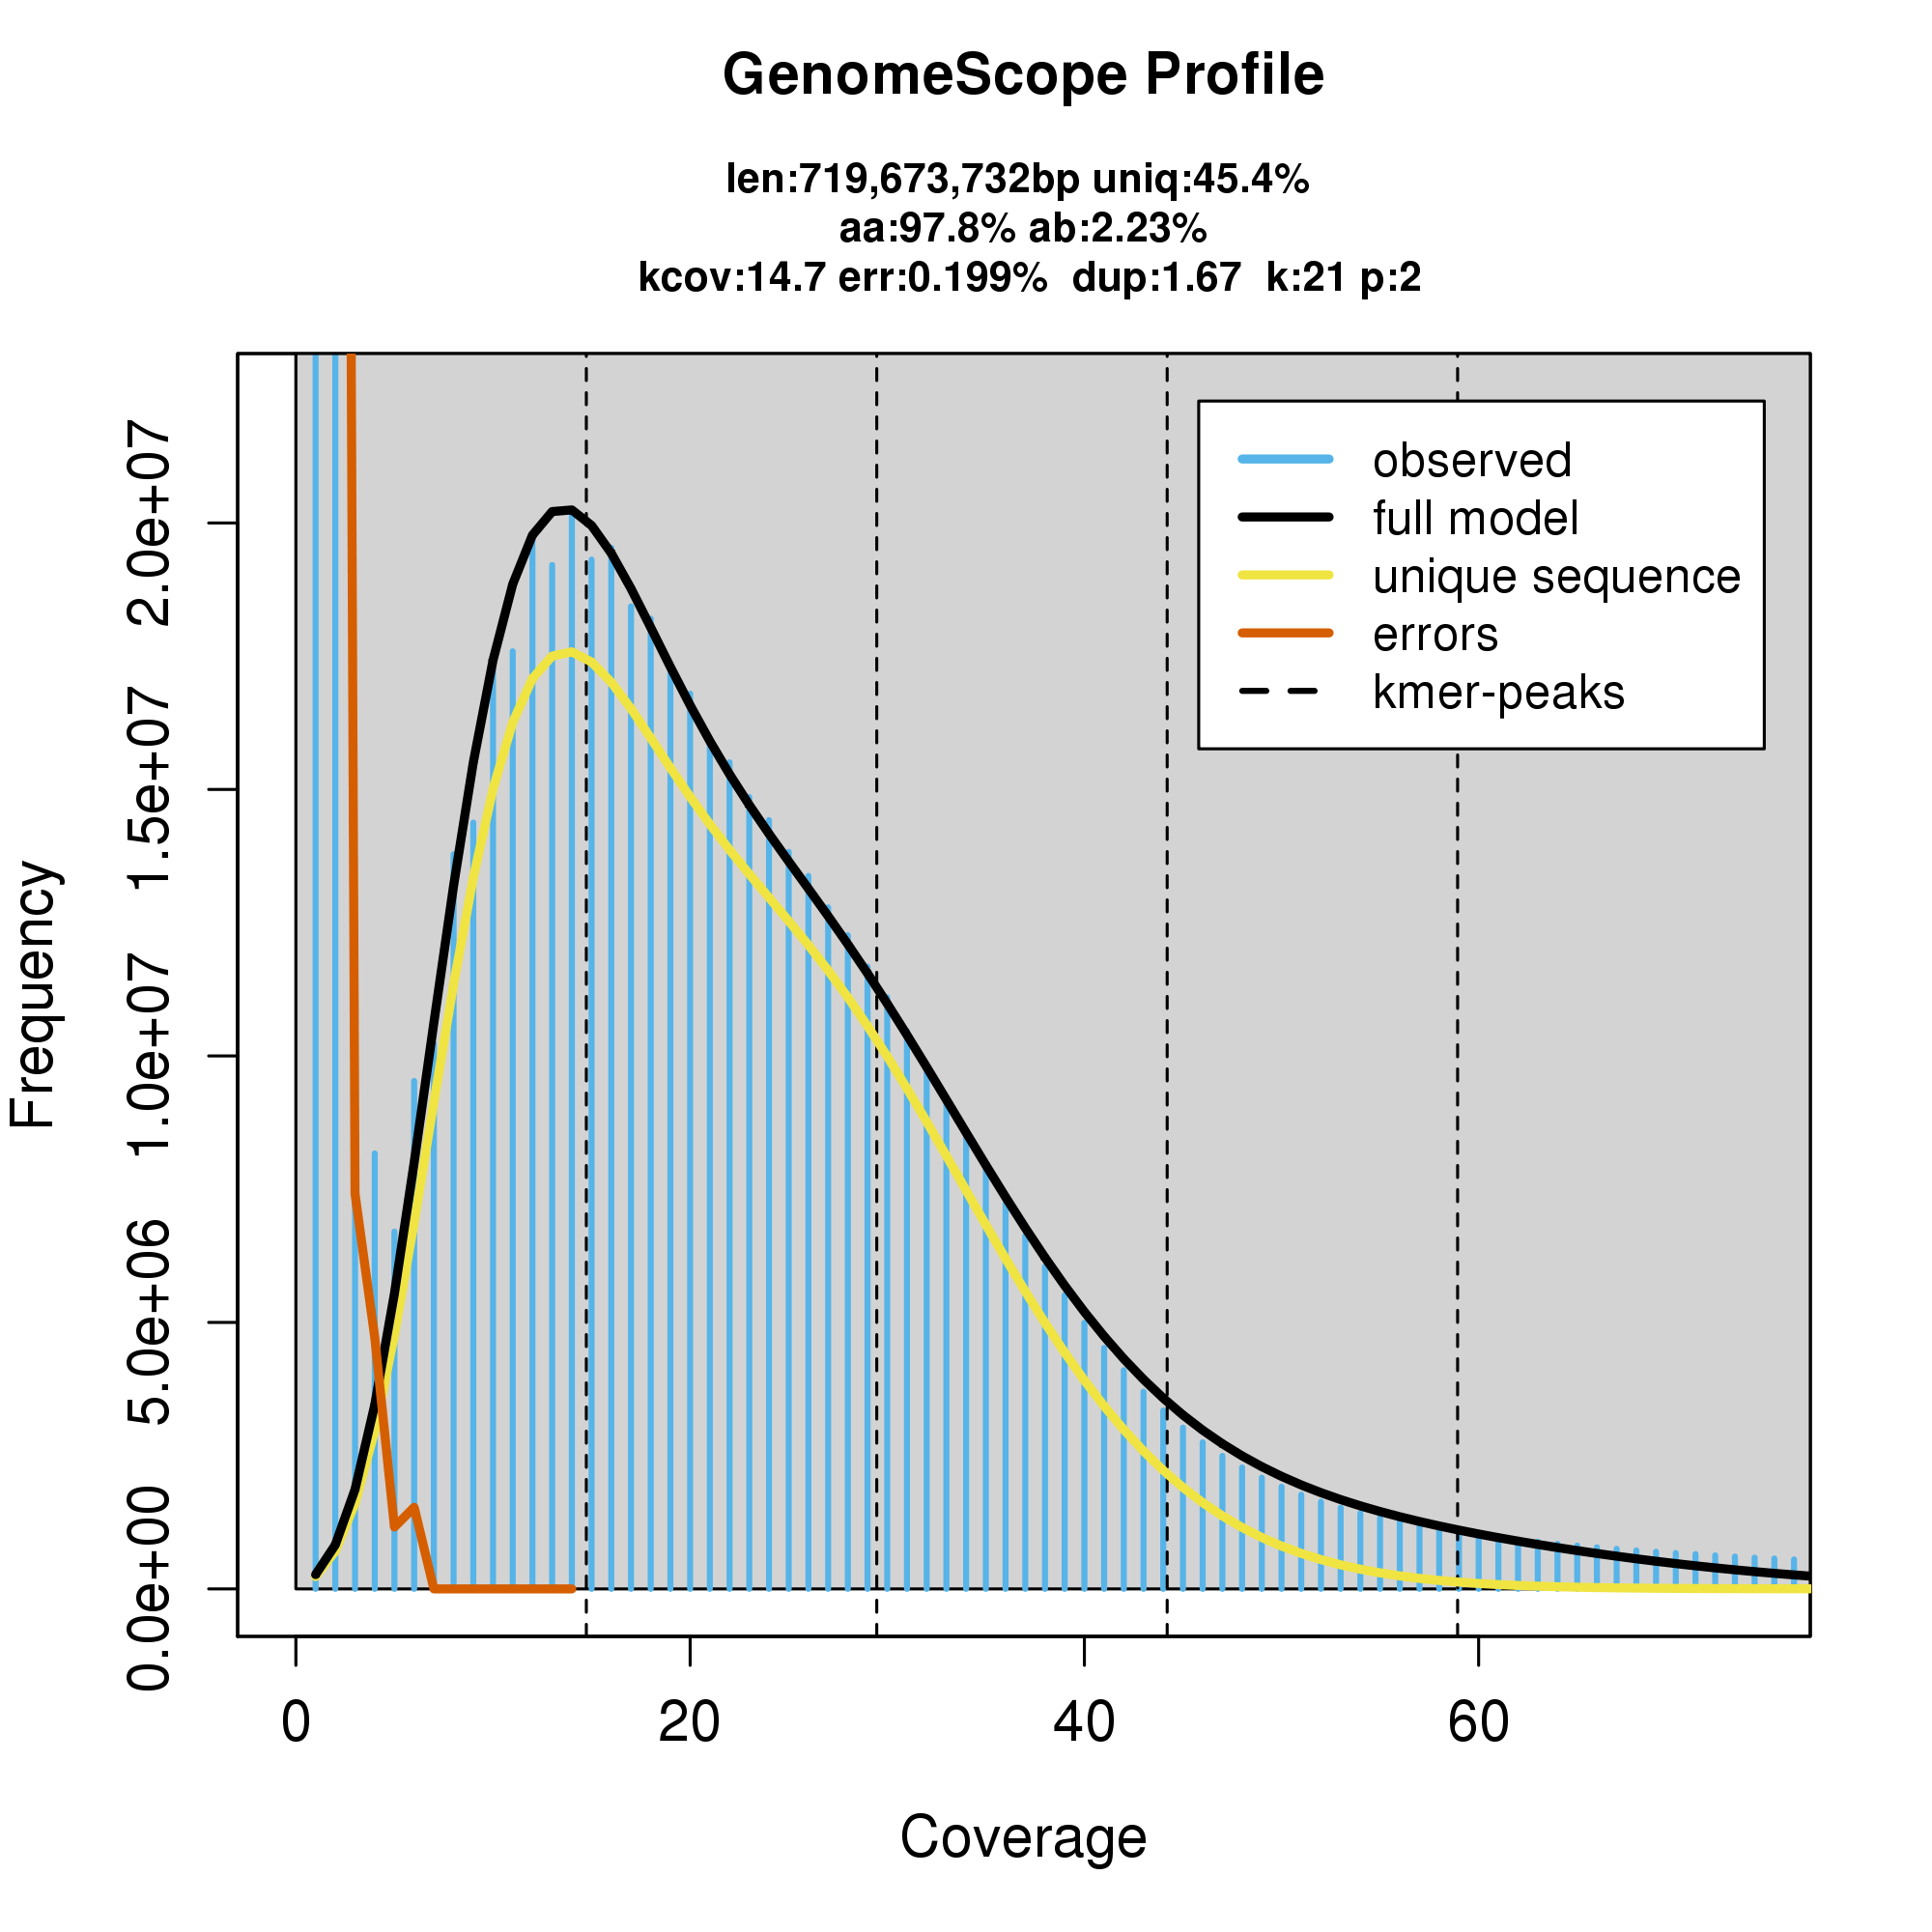 GenomeScope Profile
len:719,673,732bp uniq:45.4%
aa:97.8% ab:2.23%
kcov:14.7 err:0.199% dup:1.67 k:21 p:2
observed
full model
unique sequence
errors
kmer-peaks
Frequency
2.0e+07
1.5e+07
1.0e+07
5.0e+06
0.0e+00
0 20 40 60
Coverage